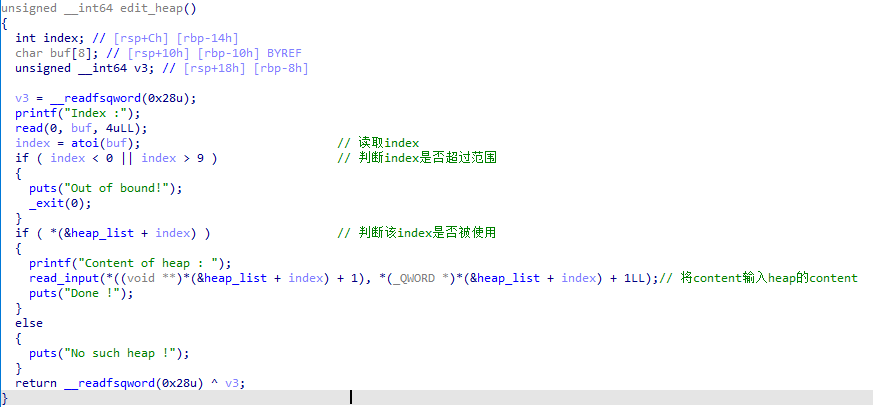 unsigned __int64 edit_heap()
{
  int index; // [rsp+Ch] [rbp-14h]
  char buf[8]; // [rsp+10h] [rbp-10h] BYREF
  unsigned __int64 v3; // [rsp+18h] [rbp-8h]

  v3 = __readfsqword(0x28u);
  printf("Index :");
  read(0, buf, 4uLL);
  index = atoi(buf);                            // 读取index
  if ( index < 0 || index > 9 )                 // 判断index是否超过范围
  {
    puts("Out of bound!");
    _exit(0);
  }
  if ( *(&heap_list + index) )                  // 判断该index是否被使用
  {
    printf("Content of heap : ");
    read_input(*((void **)*(&heap_list + index) + 1), *(_QWORD *)*(&heap_list + index) + 1LL);// 将content输入heap的content
    puts("Done !");
  }
  else
  {
    puts("No such heap !");
  }
  return __readfsqword(0x28u) ^ v3;
}